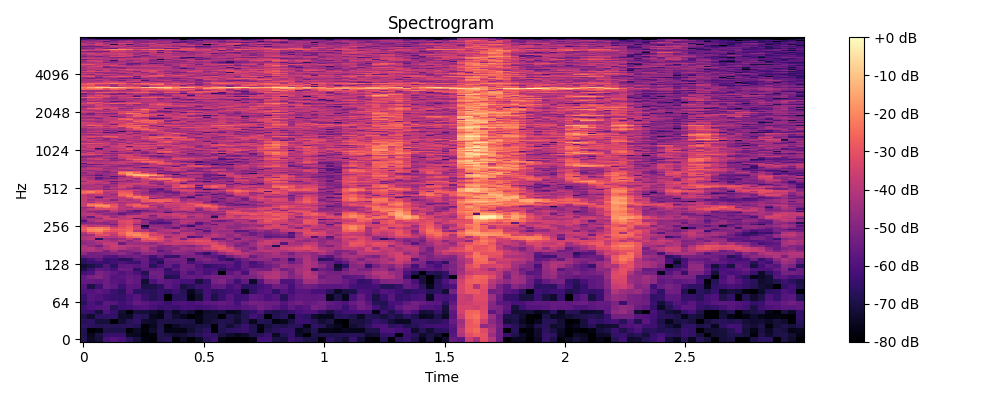 Spectrogram
Hz
4096
2048
1024
512
256
128
64
0
0
0.5
1
1.5
2
2.5
Time
+0 dB
-10 dB
-20 dB
-30 dB
-40 dB
-50 dB
-60 dB
-70 dB
-80 dB